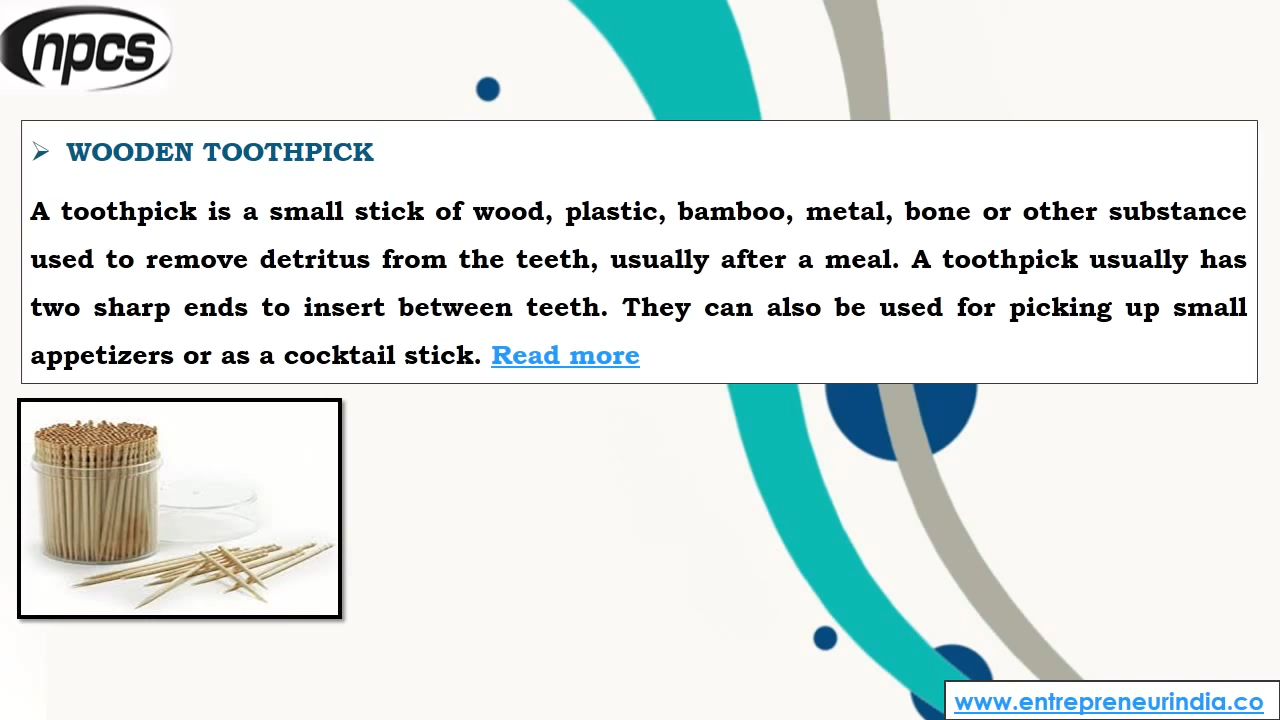 npcs
WOODEN TOOTHPICK
A toothpick is a small stick of wood, plastic, bamboo, metal, bone or other substance
used to remove detritus from the teeth, usually after a meal. A toothpick usually has
two sharp ends to insert between teeth. They can also be used for picking up small
appetizers or as a cocktail stick. Read more
www.entrepreneurindia.co